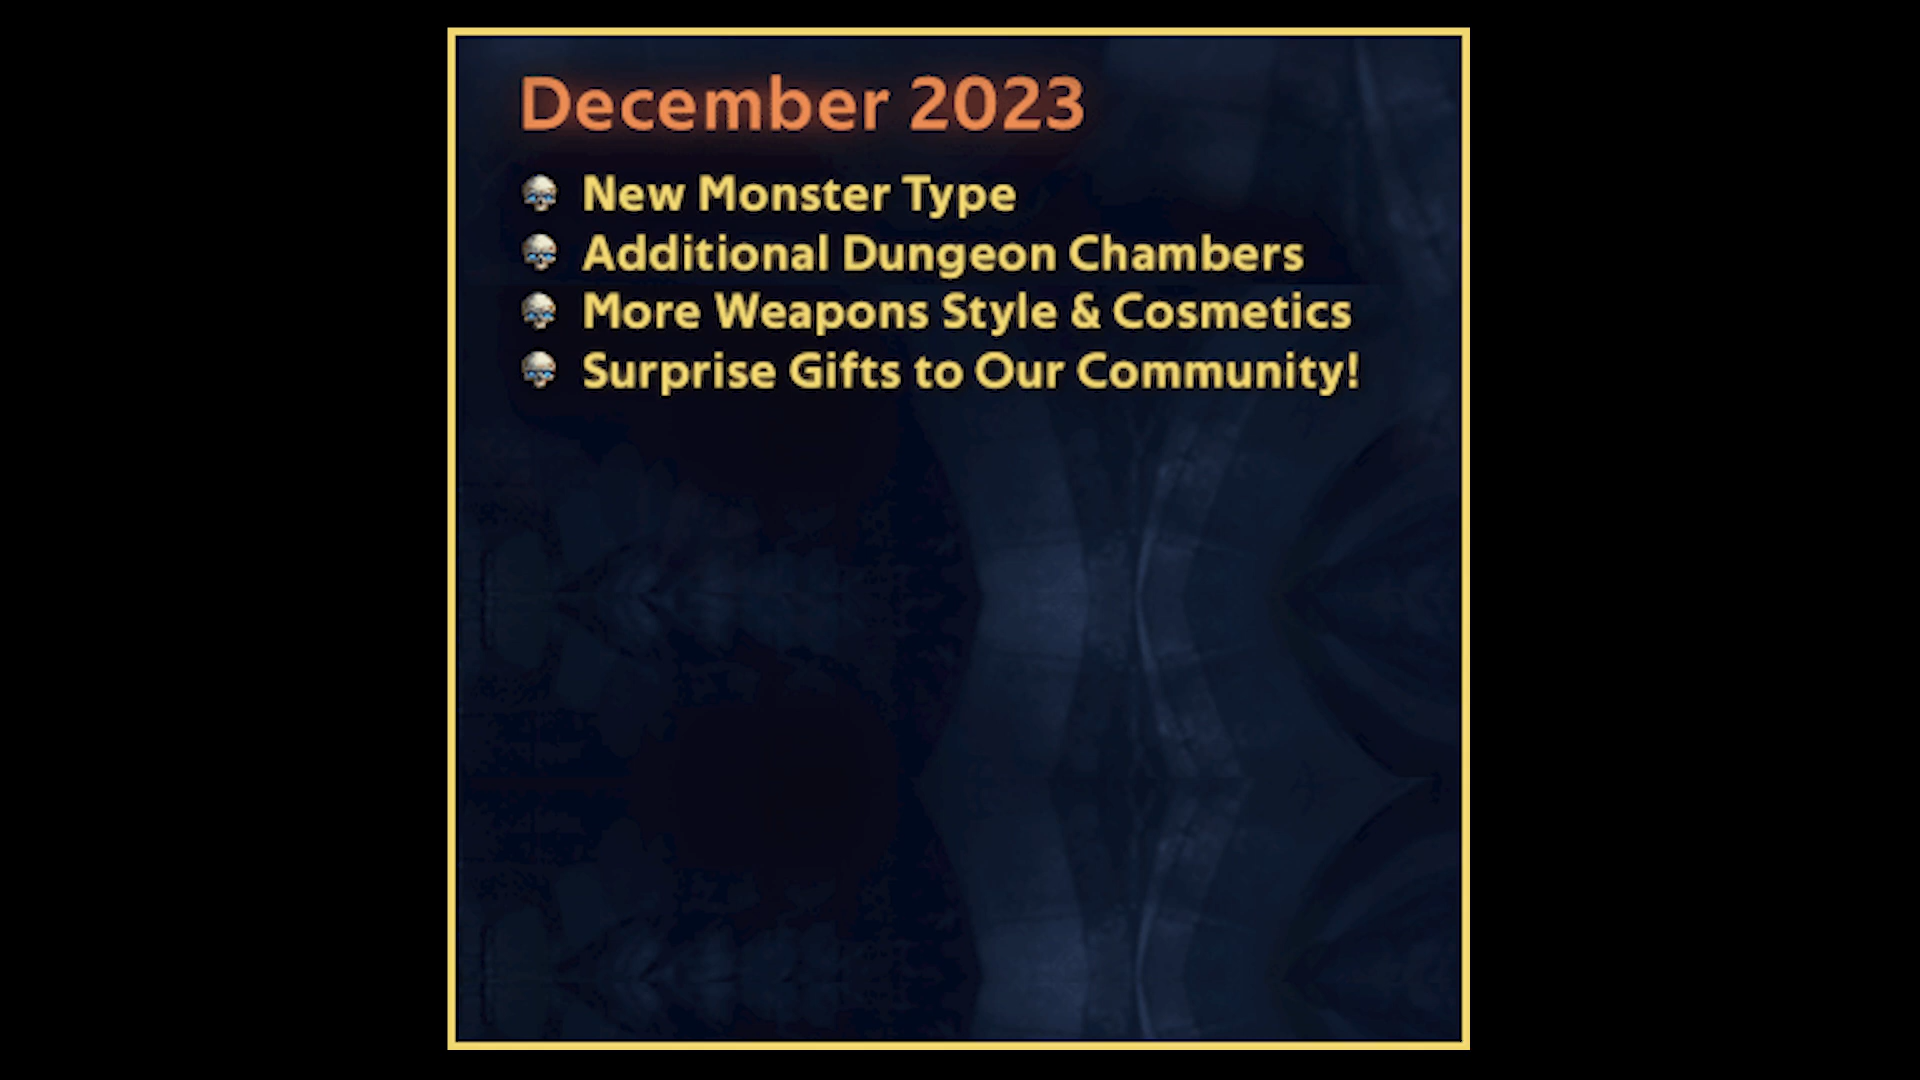 December 2023
New Monster Type
Additional Dungeon Chambers
More Weapons Style & Cosmetics
Surprise Gifts to Our Community!